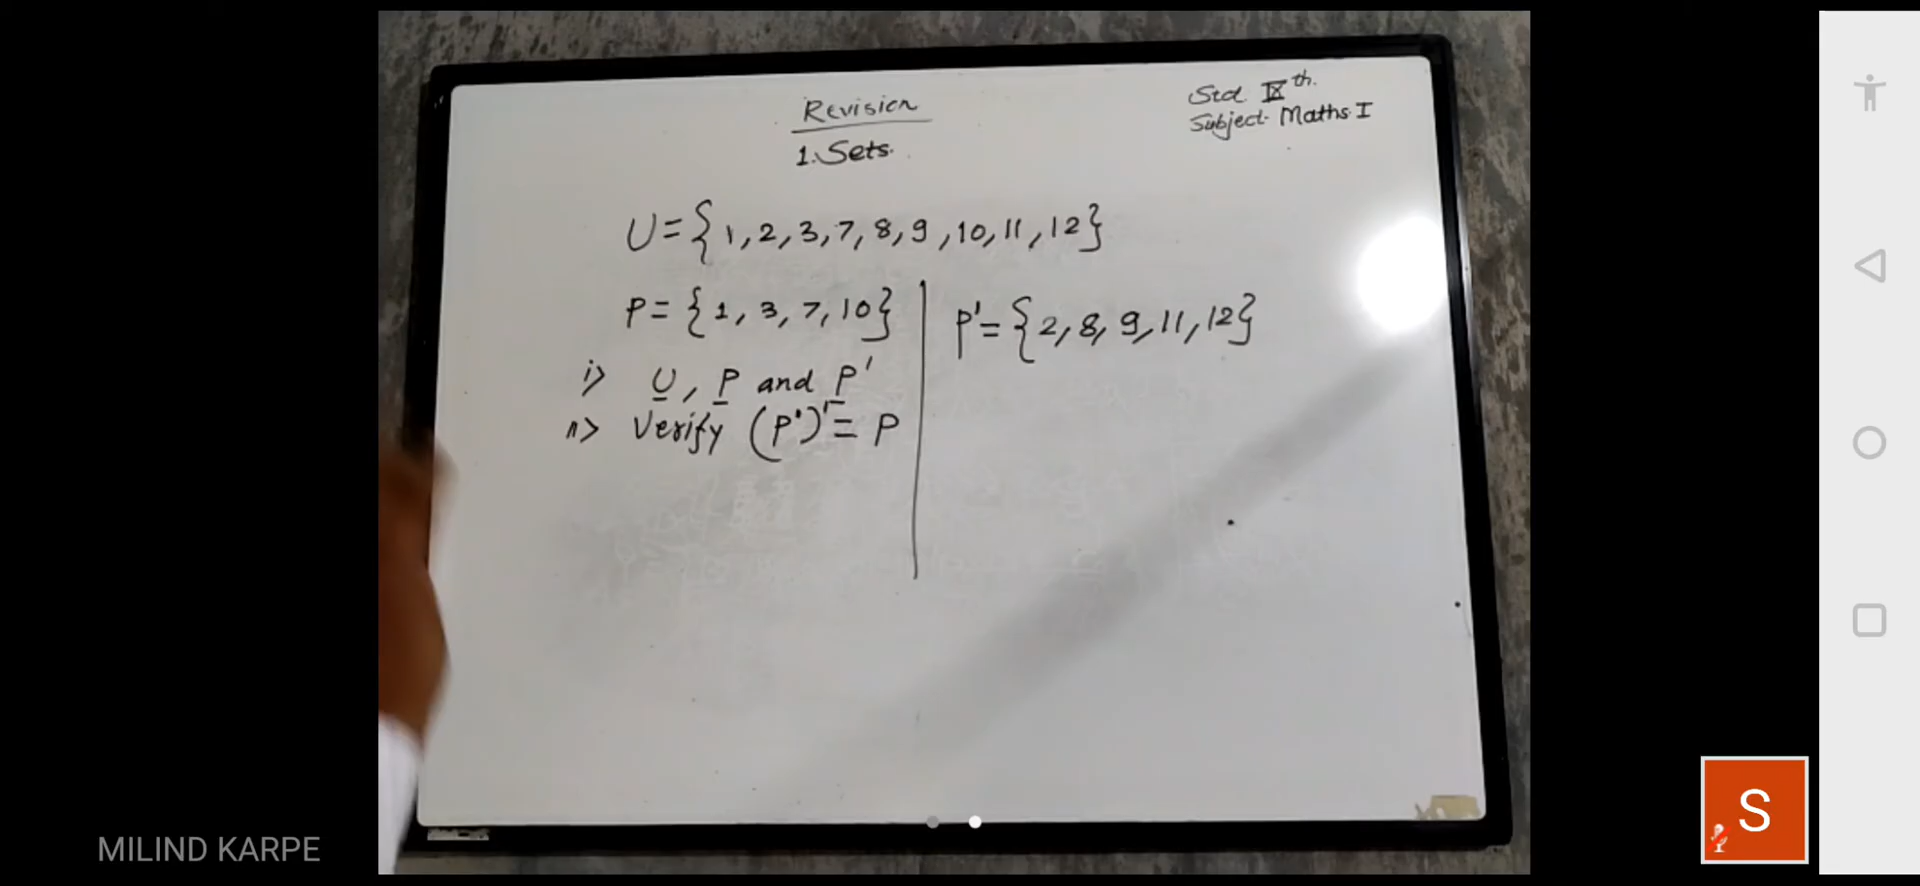 Revision
1. Sets.
Std. IXth.
Subject- Maths-I
U = { 1, 2, 3, 7, 8, 9, 10, 11, 12 }
P = { 1, 3, 7, 10 }
i> U, P and P'
ii> Verify (P')' = P
P' = { 2, 8, 9, 11, 12 }
MILIND KARPE
S